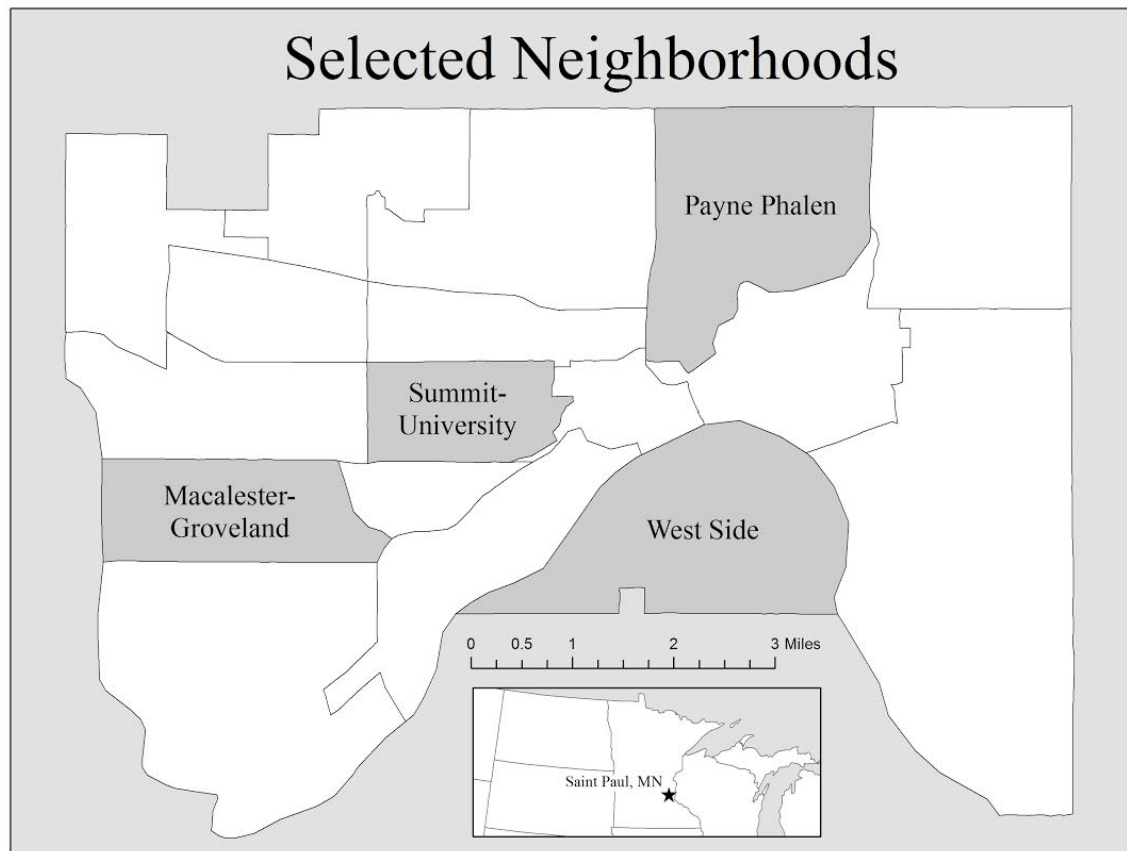 Selected Neighborhoods
Payne Phalen
Summit-
University
Macalester-
Groveland
West Side
0 0.5 1 2 3 Miles
Saint Paul, MN